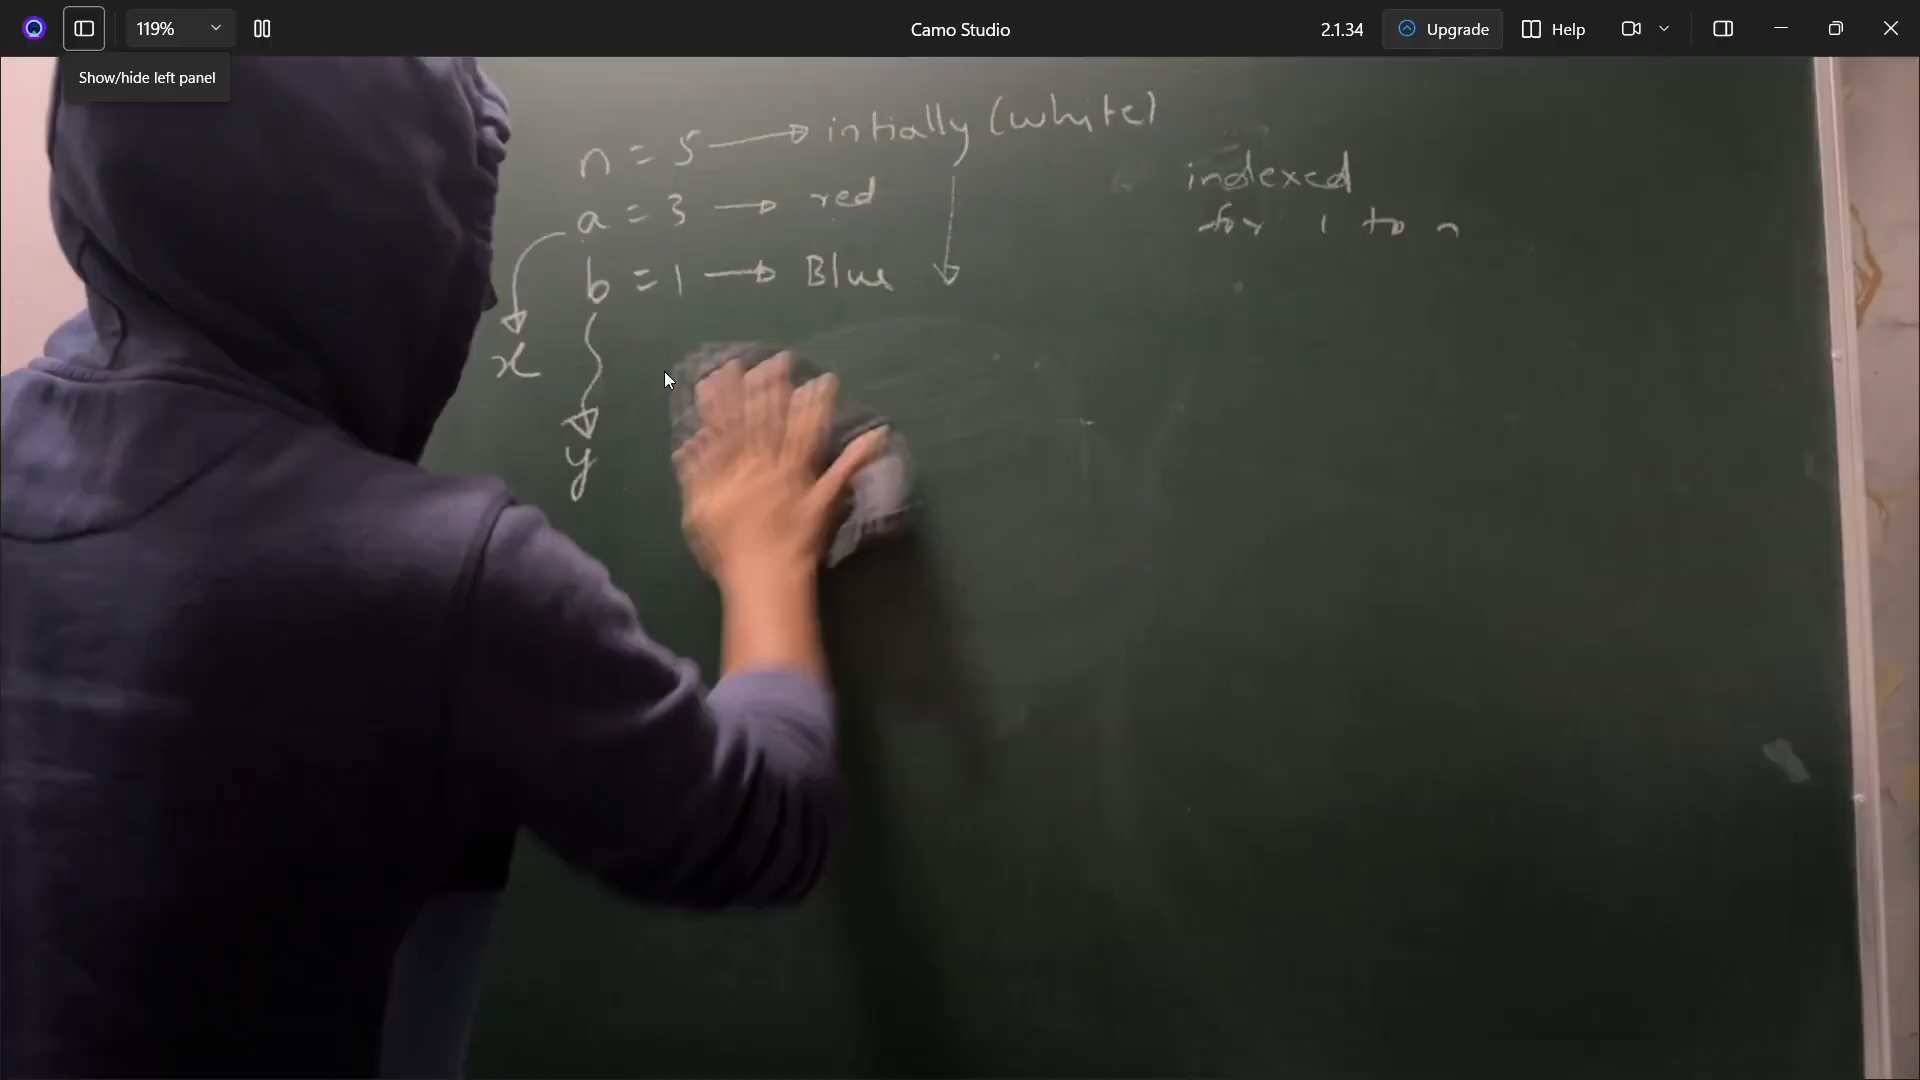 119%
Camo Studio
2.1.34
Upgrade
Help
Show/hide left panel
n = 5 → intially (white)
a = 3 → red
b = 1 → Blue
x
y
indexed
for 1 to n